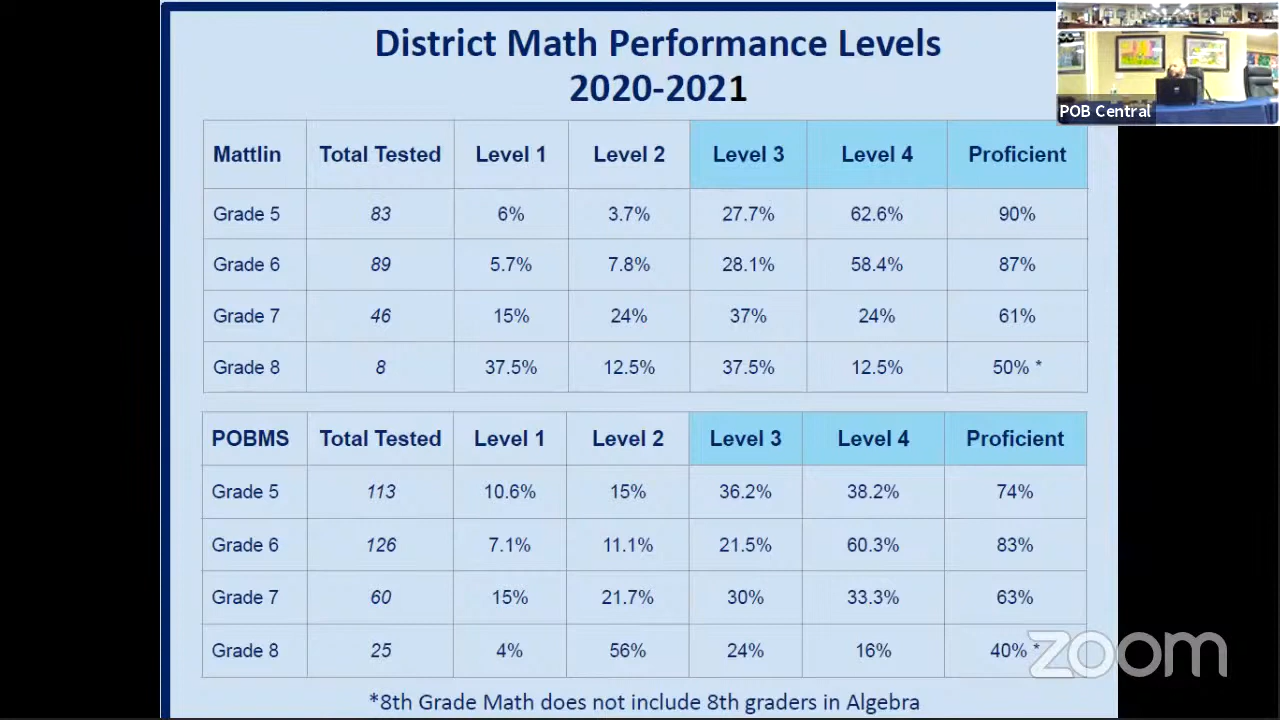 District Math Performance Levels
2020-2021
POB Central
Mattlin Total Tested Level 1 Level 2 Level 3 Level 4 Proficient
Grade 5 83 6% 3.7% 27.7% 62.6% 90%
Grade 6 89 5.7% 7.8% 28.1% 58.4% 87%
Grade 7 46 15% 24% 37% 24% 61%
Grade 8 8 37.5% 12.5% 37.5% 12.5% 50% *
POBMS Total Tested Level 1 Level 2 Level 3 Level 4 Proficient
Grade 5 113 10.6% 15% 36.2% 38.2% 74%
Grade 6 126 7.1% 11.1% 21.5% 60.3% 83%
Grade 7 60 15% 21.7% 30% 33.3% 63%
Grade 8 25 4% 56% 24% 16% 40% *
zoom
*8th Grade Math does not include 8th graders in Algebra